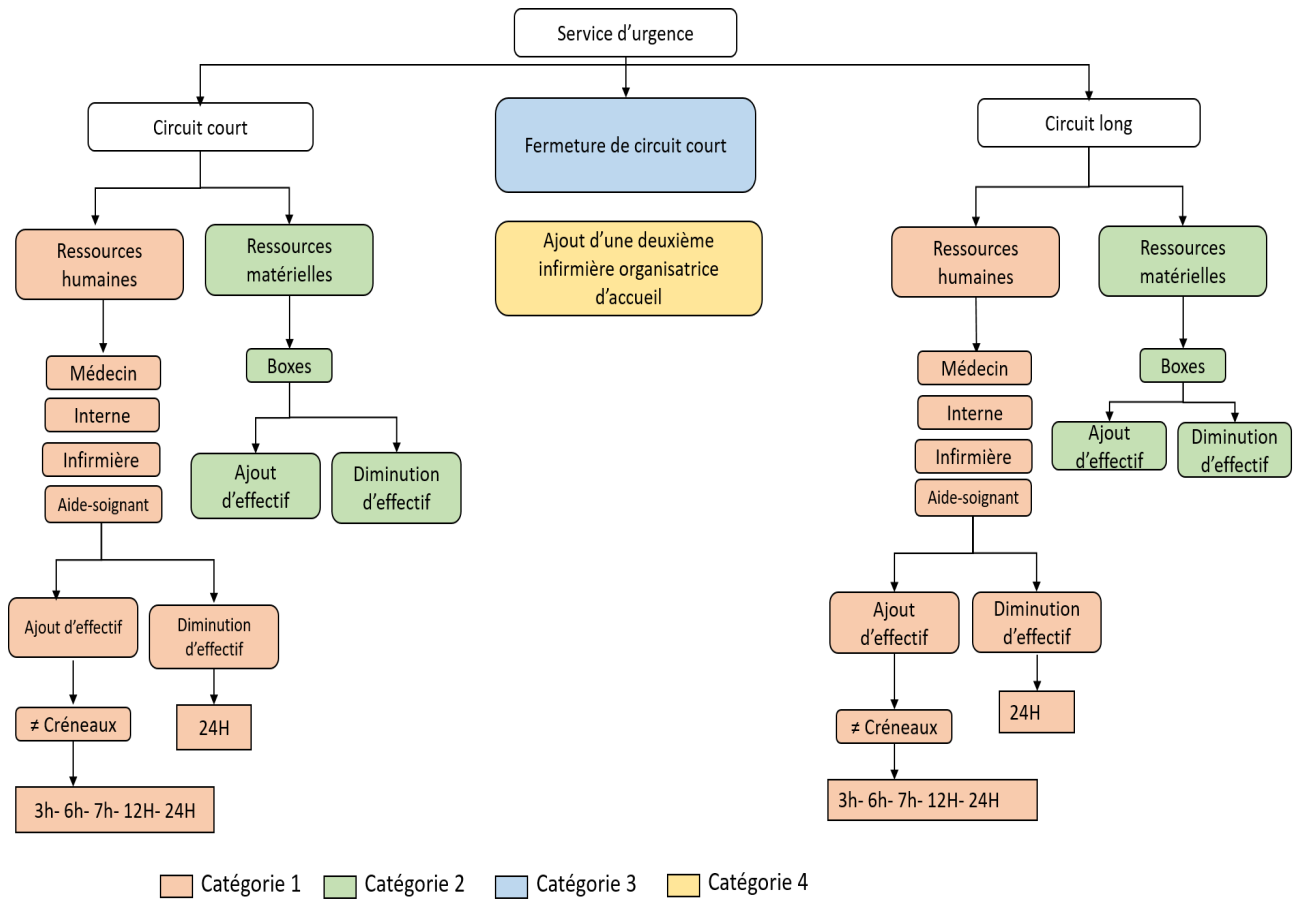 Service d’urgence
Circuit court
Fermeture de circuit court
Circuit long
Ressources
humaines
Ressources
matérielles
Ajout d’une deuxième
infirmière organisatrice
d’accueil
Ressources
humaines
Ressources
matérielles
Médecin
Interne
Infirmière
Aide-soignant
Boxes
Ajout
d’effectif
Diminution
d’effectif
Ajout d’effectif
Diminution
d’effectif
≠ Créneaux
24H
3h- 6h- 7h- 12H- 24H
Médecin
Interne
Infirmière
Aide-soignant
Boxes
Ajout
d’effectif
Diminution
d’effectif
Ajout
d’effectif
Diminution
d’effectif
≠ Créneaux
24H
3h- 6h- 7h- 12H- 24H
Catégorie 1
Catégorie 2
Catégorie 3
Catégorie 4